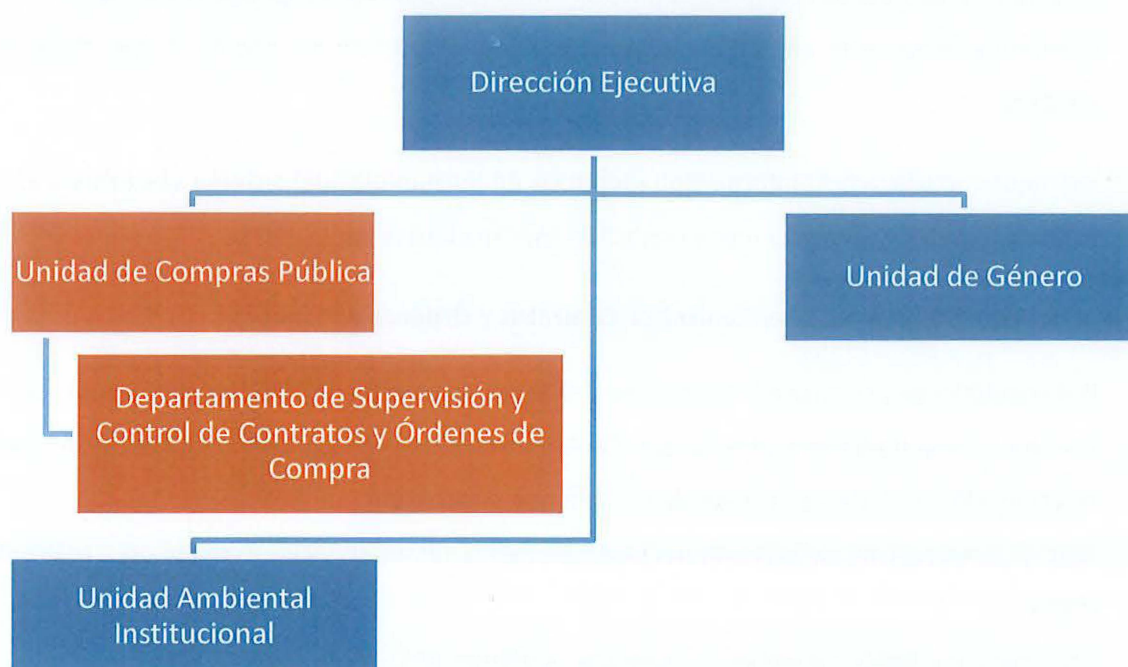 Dirección Ejecutiva
Unidad de Compras Pública
Unidad de Género
Departamento de Supervisión y
Control de Contratos y Órdenes de
Compra
Unidad Ambiental
Institucional